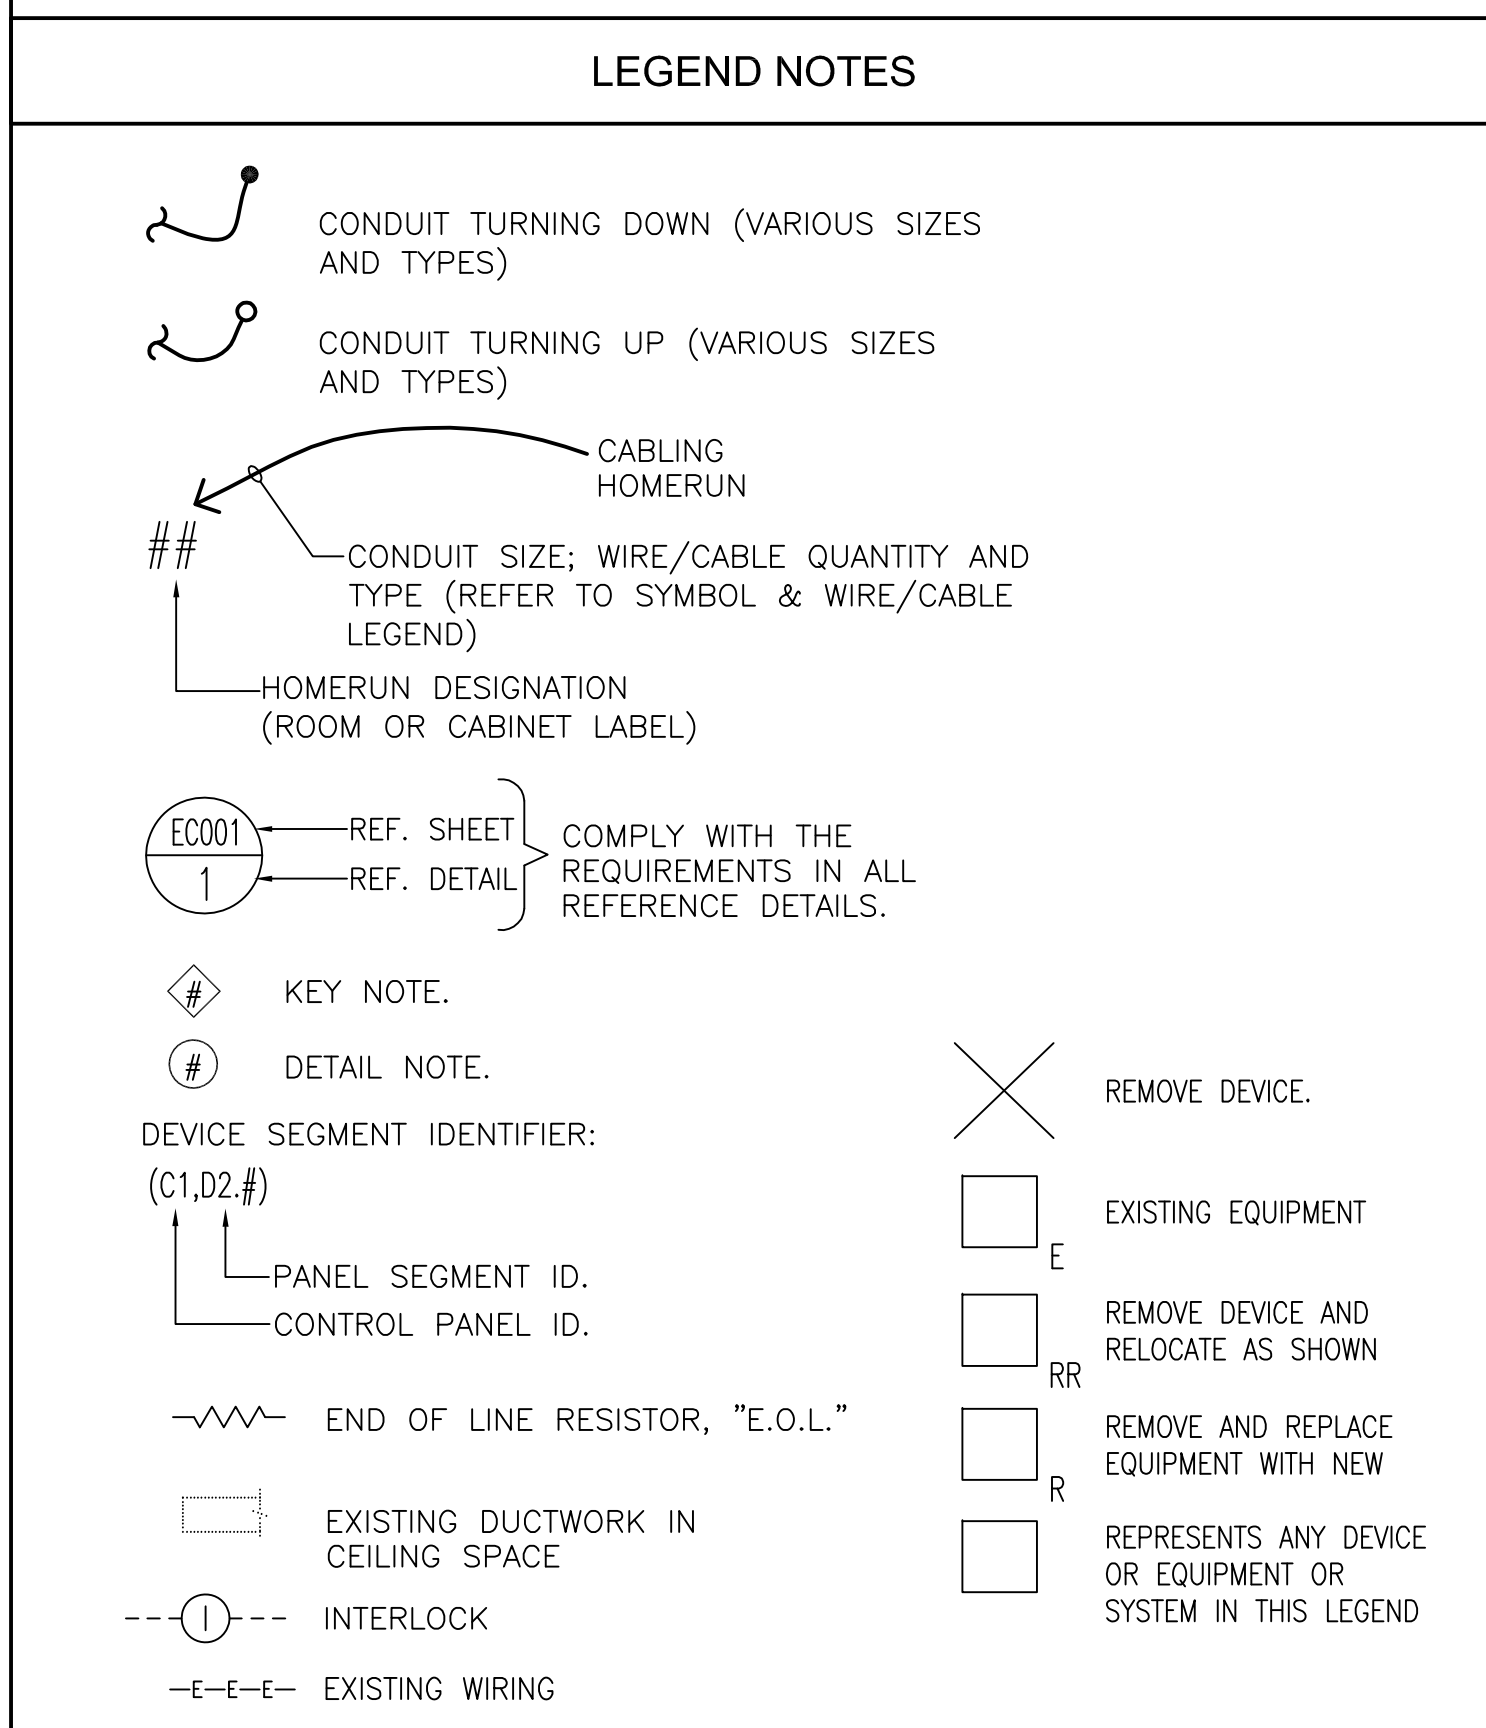 LEGEND NOTES
CONDUIT TURNING DOWN (VARIOUS SIZES
AND TYPES)
CONDUIT TURNING UP (VARIOUS SIZES
AND TYPES)
CABLING
HOMERUN
##
CONDUIT SIZE; WIRE/CABLE QUANTITY AND
TYPE (REFER TO SYMBOL & WIRE/CABLE
LEGEND)
HOMERUN DESIGNATION
(ROOM OR CABINET LABEL)
EC001
1
REF. SHEET
REF. DETAIL
COMPLY WITH THE
REQUIREMENTS IN ALL
REFERENCE DETAILS.
# KEY NOTE.
# DETAIL NOTE.
DEVICE SEGMENT IDENTIFIER:
(C1,D2.#)
PANEL SEGMENT ID.
CONTROL PANEL ID.
END OF LINE RESISTOR, "E.O.L."
EXISTING DUCTWORK IN
CEILING SPACE
I INTERLOCK
E E E EXISTING WIRING
REMOVE DEVICE.
EXISTING EQUIPMENT
E
REMOVE DEVICE AND
RELOCATE AS SHOWN
RR
REMOVE AND REPLACE
EQUIPMENT WITH NEW
R
REPRESENTS ANY DEVICE
OR EQUIPMENT OR
SYSTEM IN THIS LEGEND